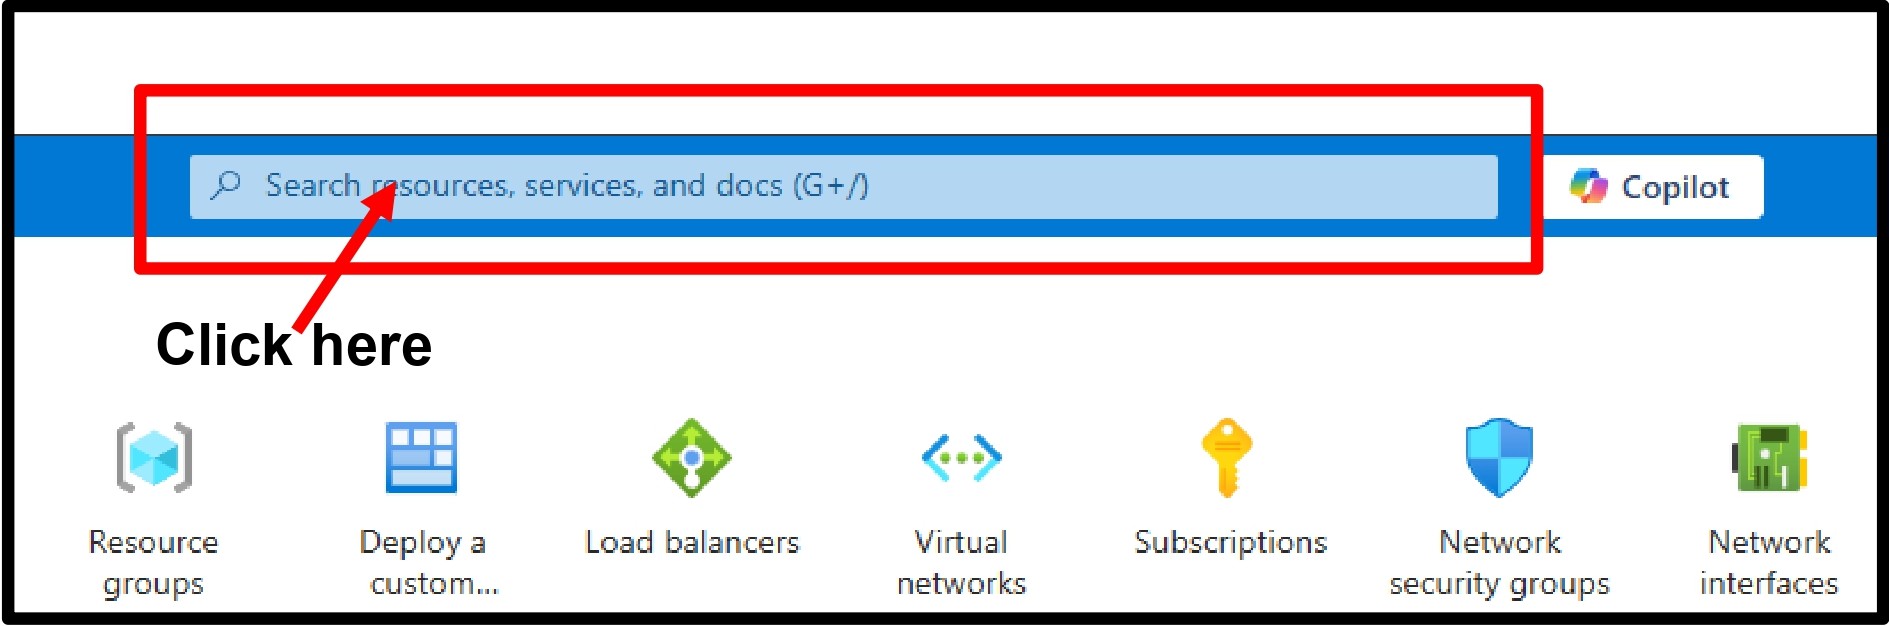 Search resources, services, and docs (G+/)
Copilot
Click here
Resource
groups
Deploy a
custom...
Load balancers
Virtual
networks
Subscriptions
Network
security groups
Network
interfaces